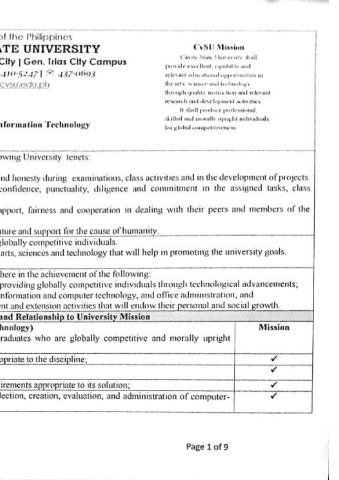 of the Philippines
ATE UNIVERSITY
City | Gen. Trias City Campus
410-5247 | 437-0693
cvsu.edu.ph
CvSU Mission
Cavite State University shall
provide excellent, equitable and
relevant educational opportunities in
the arts, science and technology
through quality instruction and relevant
research and development activities
It shall produce professional,
skilled and morally upright individuals
for global competitiveness
nformation Technology
owing University tenets:
nd honesty during examinations, class activities and in the development of projects
confidence, punctuality, diligence and commitment in the assigned tasks, class
apport, fairness and cooperation in dealing with their peers and members of the
ture and support for the cause of humanity.
globally competitive individuals.
arts, sciences and technology that will help in promoting the university goals.
here in the achievement of the following:
providing globally competitive individuals through technological advancements;
nformation and computer technology, and office administration; and
ent and extension activities that will endow their personal and social growth.
and Relationship to University Mission
hnology)
Mission
raduates who are globally competitive and morally upright
opriate to the discipline; ✓
✓
irements appropriate to its solution; ✓
lection, creation, evaluation, and administration of computer- ✓
Page 1 of 9